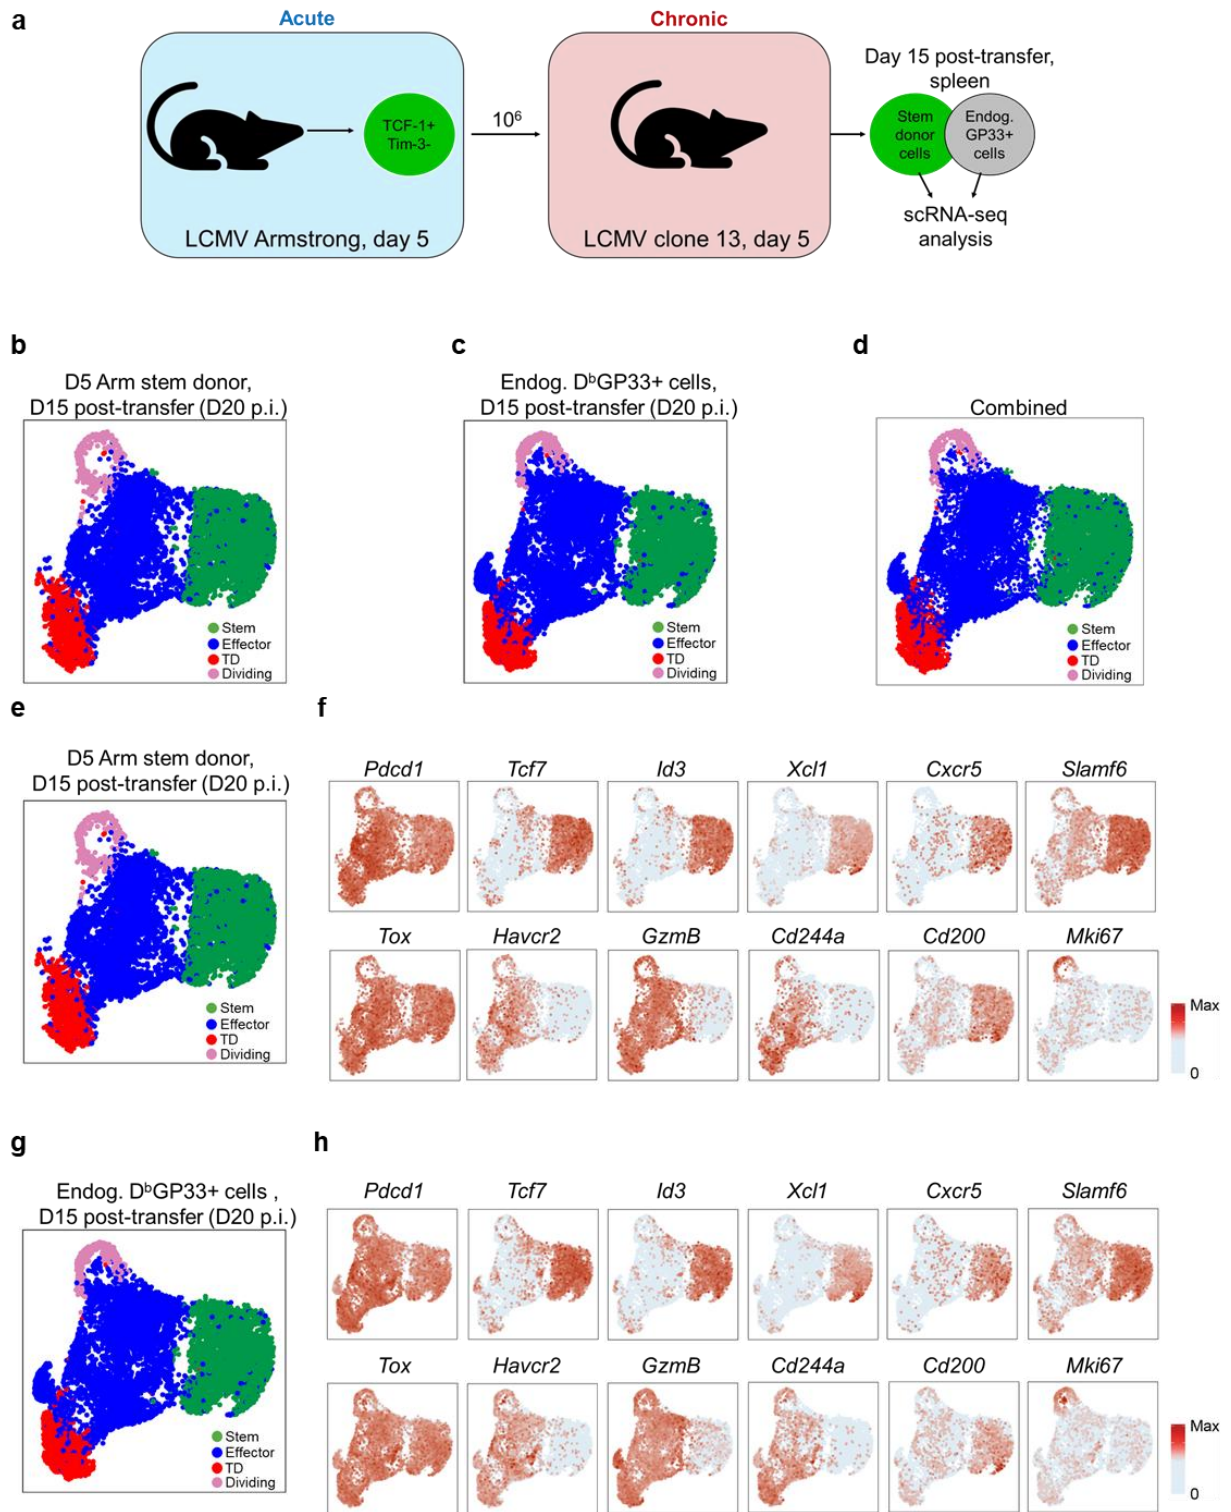 a
Acute
Chronic
TCF-1+
Tim-3-
10⁶
LCMV Armstrong, day 5
LCMV clone 13, day 5
Day 15 post-transfer,
spleen
Stem
donor
cells
Endog.
GP33+
cells
scRNA-seq
analysis
b
D5 Arm stem donor,
D15 post-transfer (D20 p.i.)
Stem
Effector
TD
Dividing
c
Endog. DᵇGP33+ cells,
D15 post-transfer (D20 p.i.)
Stem
Effector
TD
Dividing
d
Combined
Stem
Effector
TD
Dividing
e
D5 Arm stem donor,
D15 post-transfer (D20 p.i.)
Stem
Effector
TD
Dividing
f
Pdcd1 Tcf7 Id3 Xcl1 Cxcr5 Slamf6
Tox Havcr2 GzmB Cd244a Cd200 Mki67
Max
0
g
Endog. DᵇGP33+ cells ,
D15 post-transfer (D20 p.i.)
Stem
Effector
TD
Dividing
h
Pdcd1 Tcf7 Id3 Xcl1 Cxcr5 Slamf6
Tox Havcr2 GzmB Cd244a Cd200 Mki67
Max
0